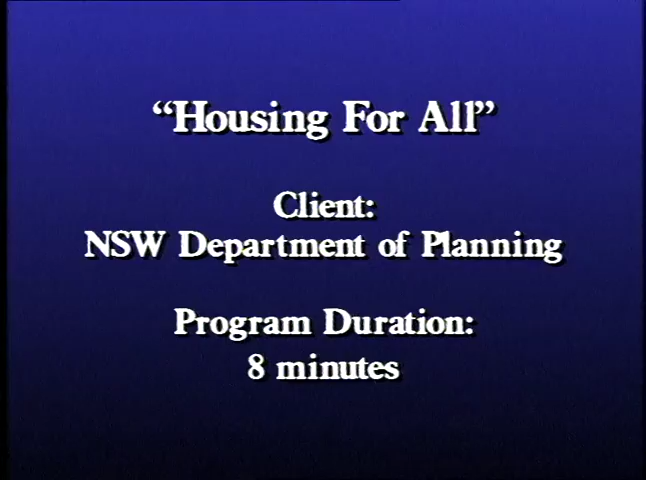 “Housing For All”
Client:
NSW Department of Planning
Program Duration:
8 minutes